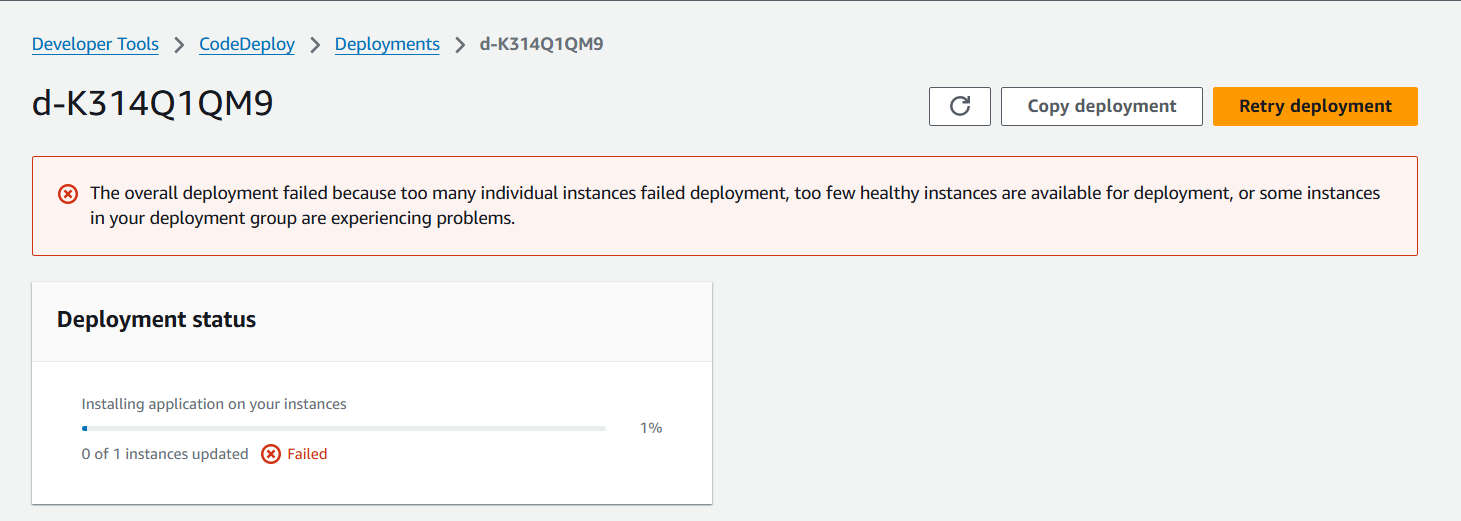 Developer Tools > CodeDeploy > Deployments > d-K314Q1QM9
d-K314Q1QM9
Copy deployment
Retry deployment
The overall deployment failed because too many individual instances failed deployment, too few healthy instances are available for deployment, or some instances
in your deployment group are experiencing problems.
Deployment status
Installing application on your instances
1%
0 of 1 instances updated Failed